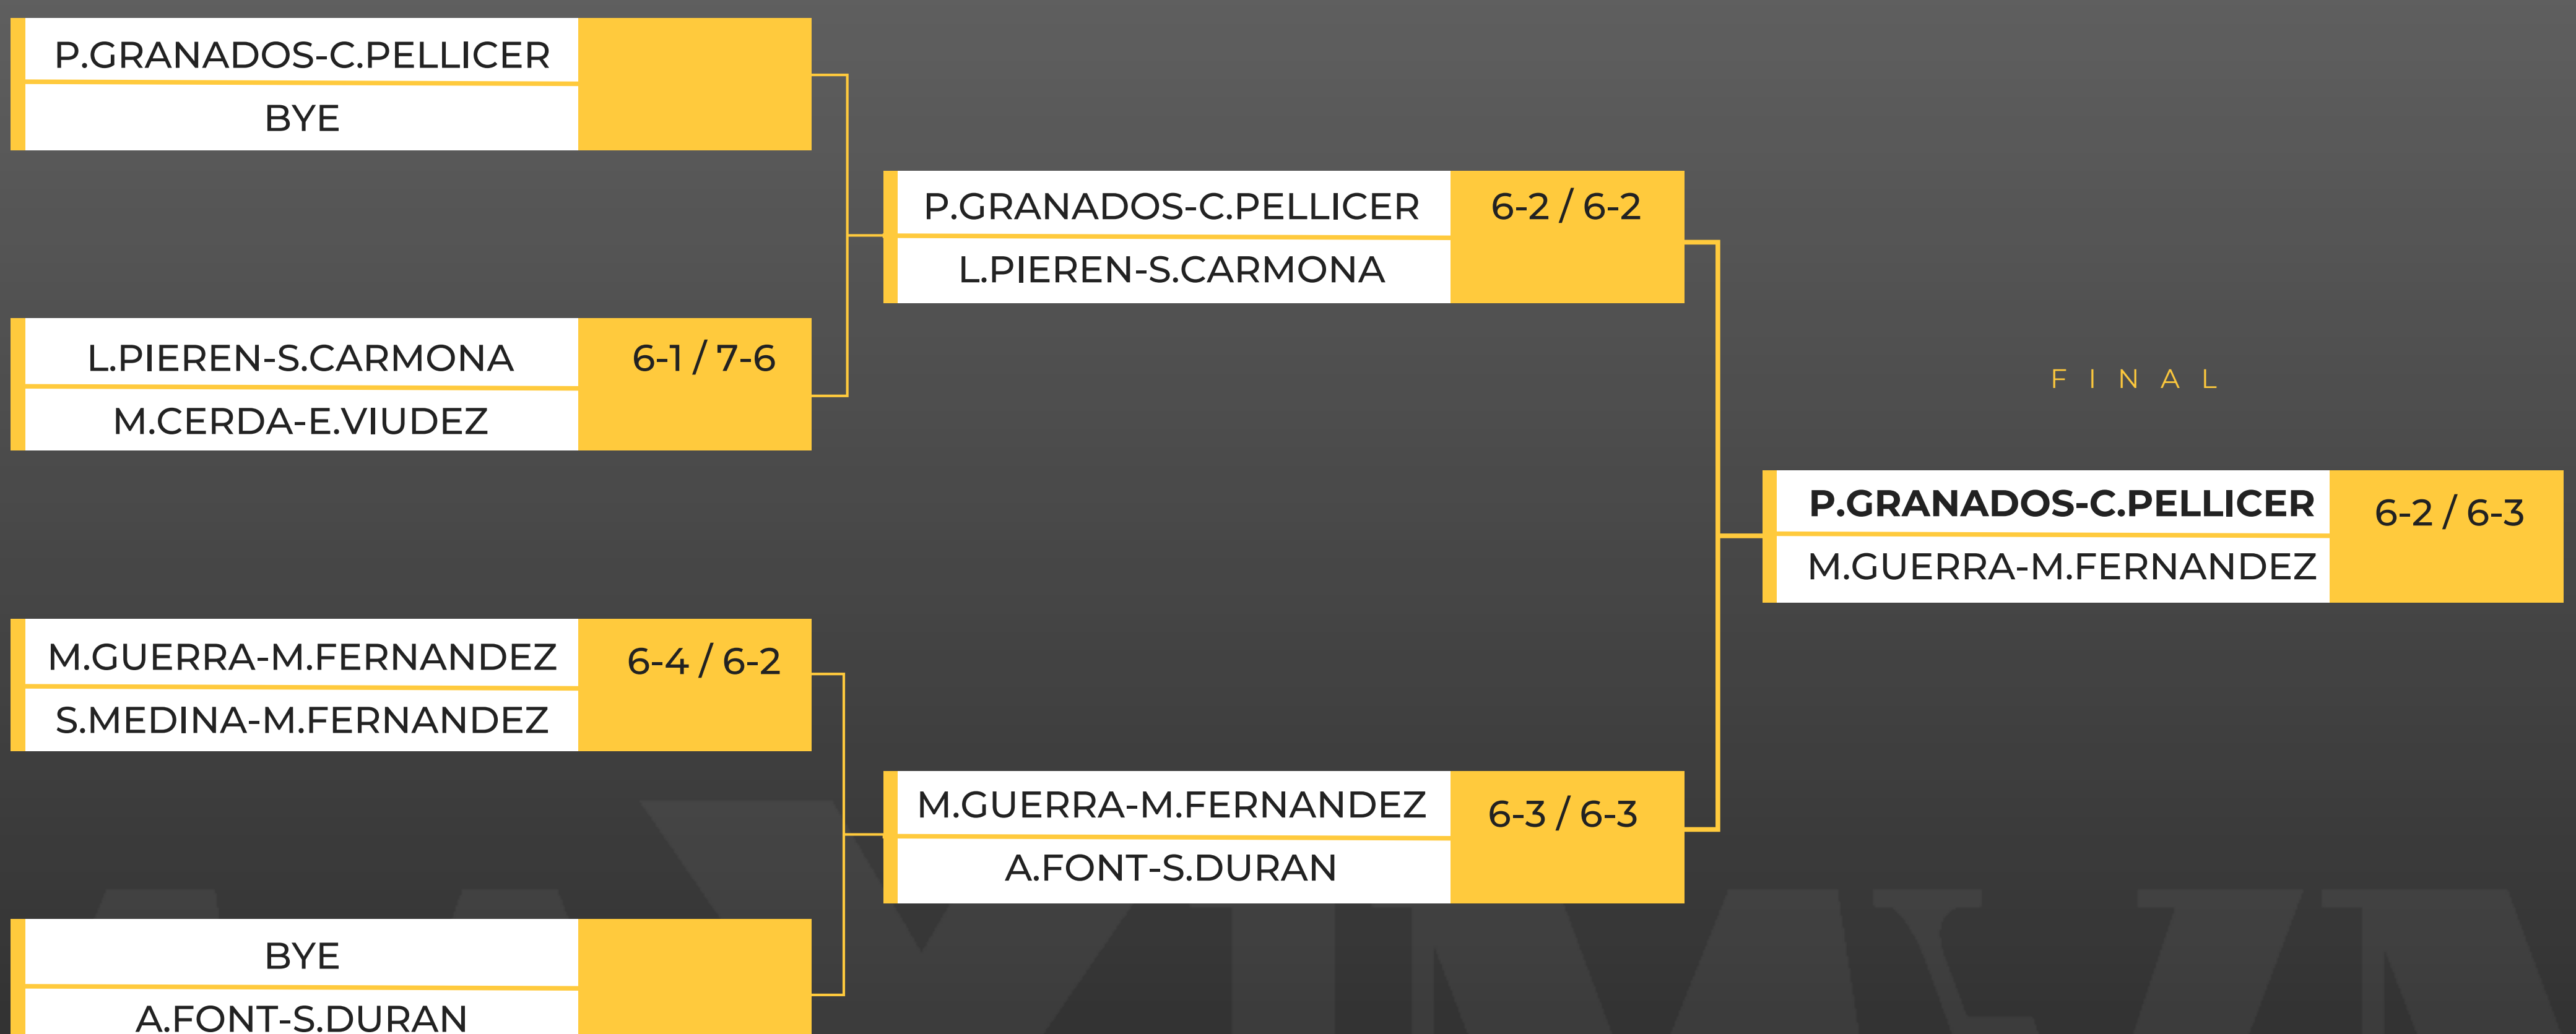 P.GRANADOS-C.PELLICER
BYE
L.PIEREN-S.CARMONA 6-1 / 7-6
M.CERDA-E.VIUDEZ
M.GUERRA-M.FERNANDEZ 6-4 / 6-2
S.MEDINA-M.FERNANDEZ
BYE
A.FONT-S.DURAN
P.GRANADOS-C.PELLICER 6-2 / 6-2
L.PIEREN-S.CARMONA
M.GUERRA-M.FERNANDEZ 6-3 / 6-3
A.FONT-S.DURAN
FINAL
P.GRANADOS-C.PELLICER 6-2 / 6-3
M.GUERRA-M.FERNANDEZ